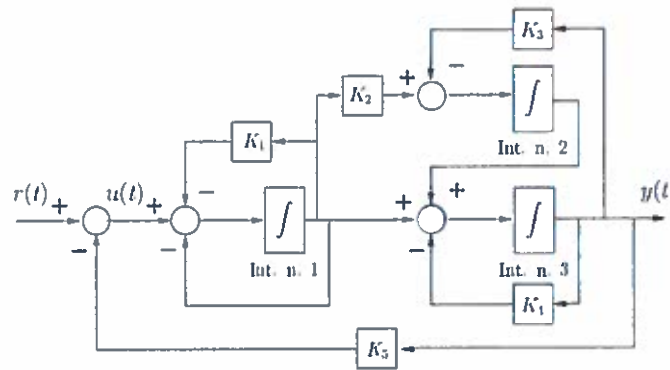 K₃
+ −
K₂
∫
K₁
Int. n. 2
r(t) + u(t) + − + + y(t
∫ ∫
− − −
Int. n. 1 Int. n. 3
K₁
K₅